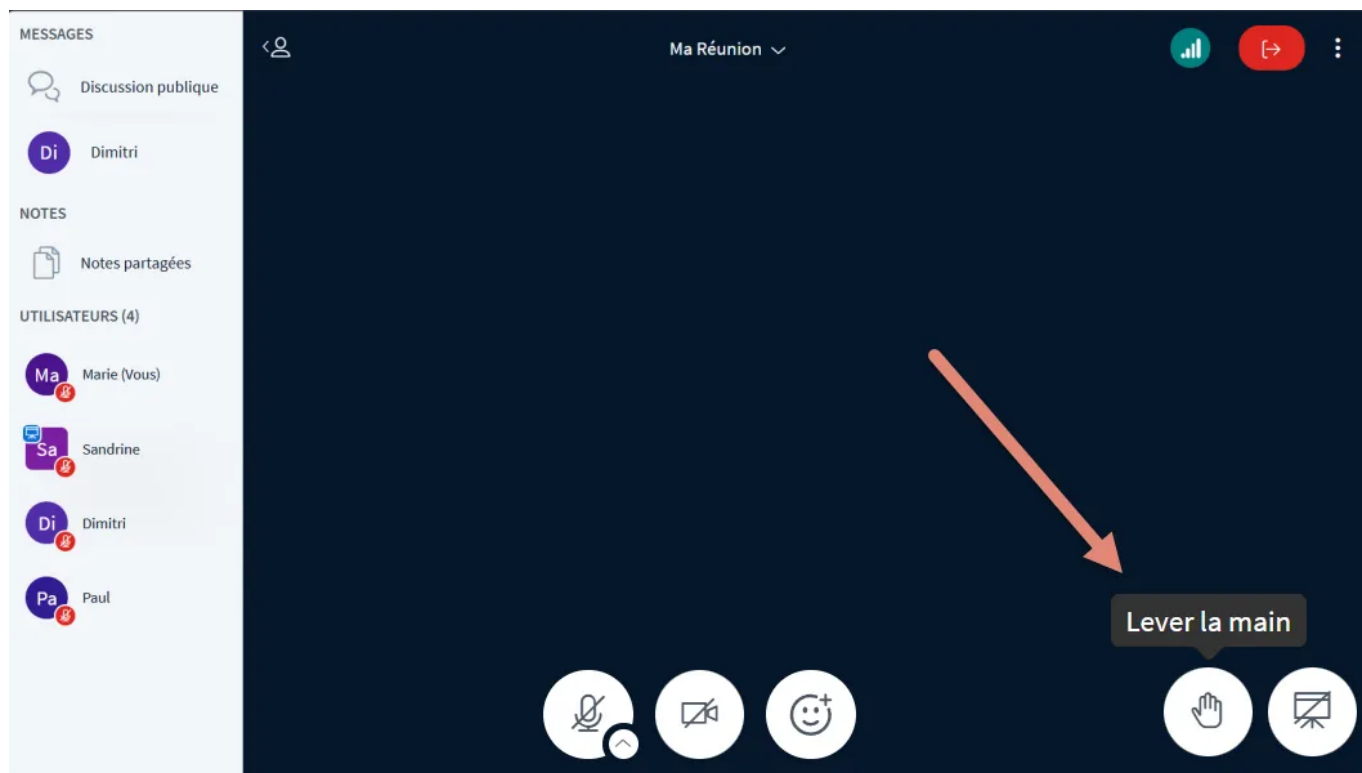 MESSAGES
Discussion publique
Di Dimitri
NOTES
Notes partagées
UTILISATEURS (4)
Ma Marie (Vous)
Sa Sandrine
Di Dimitri
Pa Paul
Ma Réunion
Lever la main